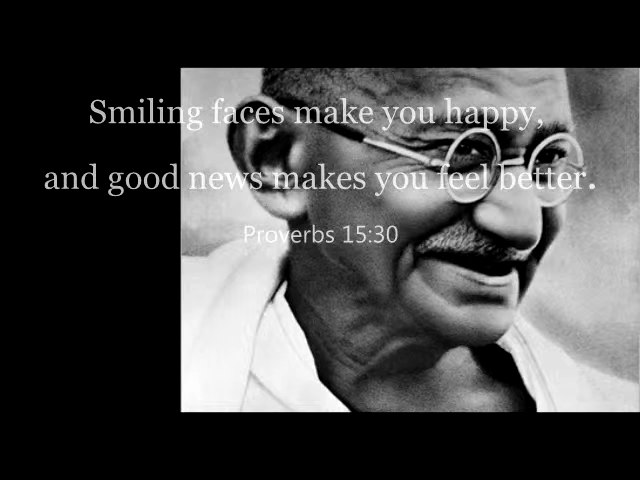 Smiling faces make you happy,
and good news makes you feel better.
Proverbs 15:30